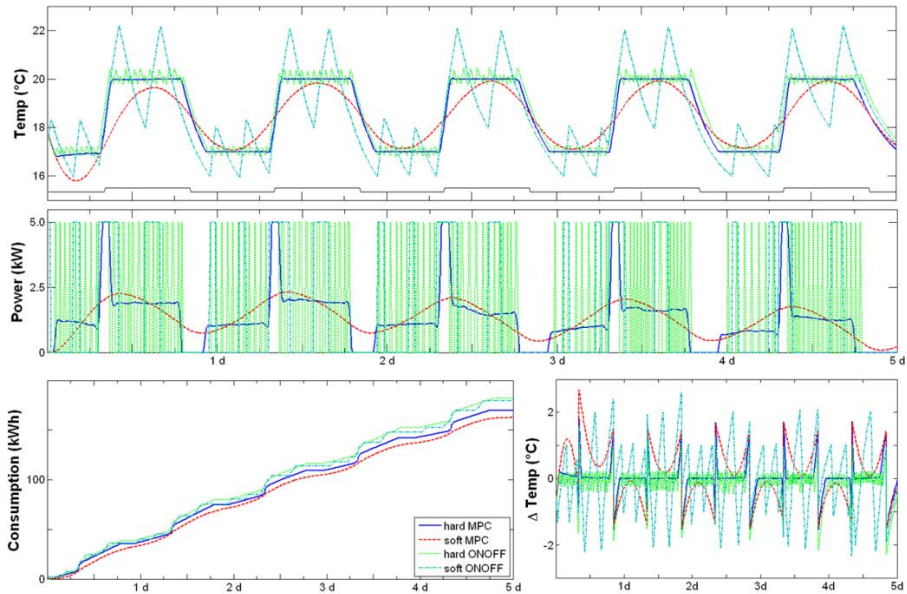 22
20
18
16
Temp (°C)
5.0
2.5
0
Power (kW)
1 d
2 d
3 d
4 d
5 d
100
0
Consumption (kWh)
hard MPC
soft MPC
hard ONOFF
soft ONOFF
1 d
2 d
3 d
4 d
5 d
2
0
-2
Δ Temp (°C)
1d
2d
3d
4d
5 d